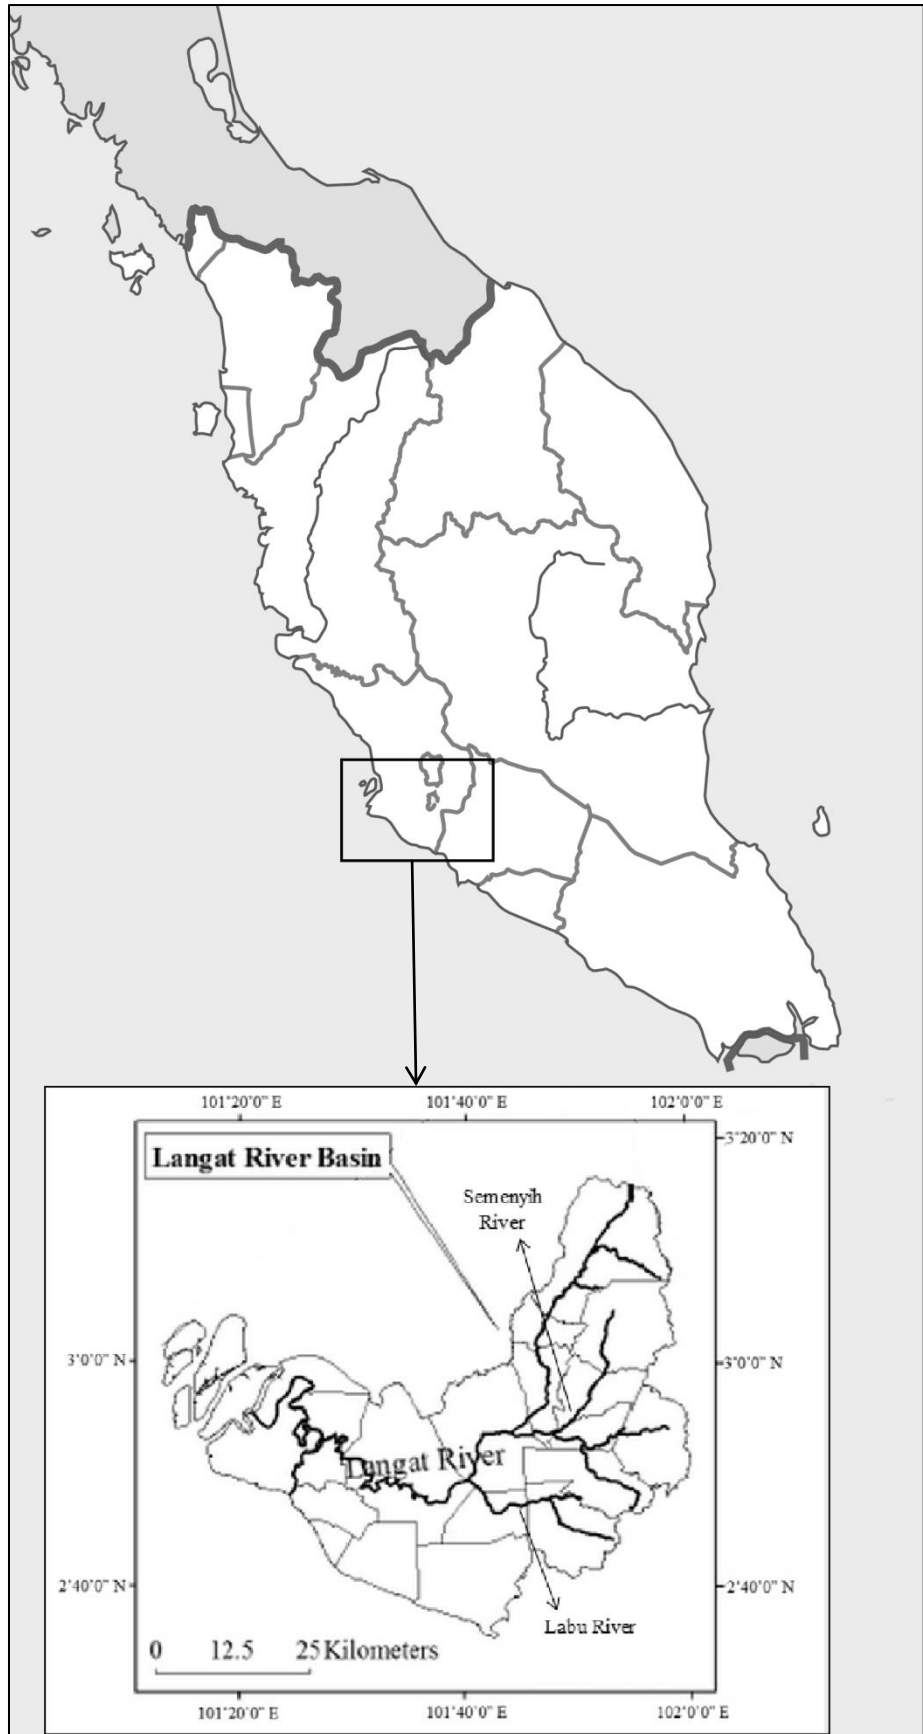 101°20'0" E
101°40'0" E
102°0'0" E
3°20'0" N
Langat River Basin
Semenyih
River
3°0'0" N
3°0'0" N
Langat River
2°40'0" N
2°40'0" N
Labu River
0 12.5 25 Kilometers
101°20'0" E
101°40'0" E
102°0'0" E